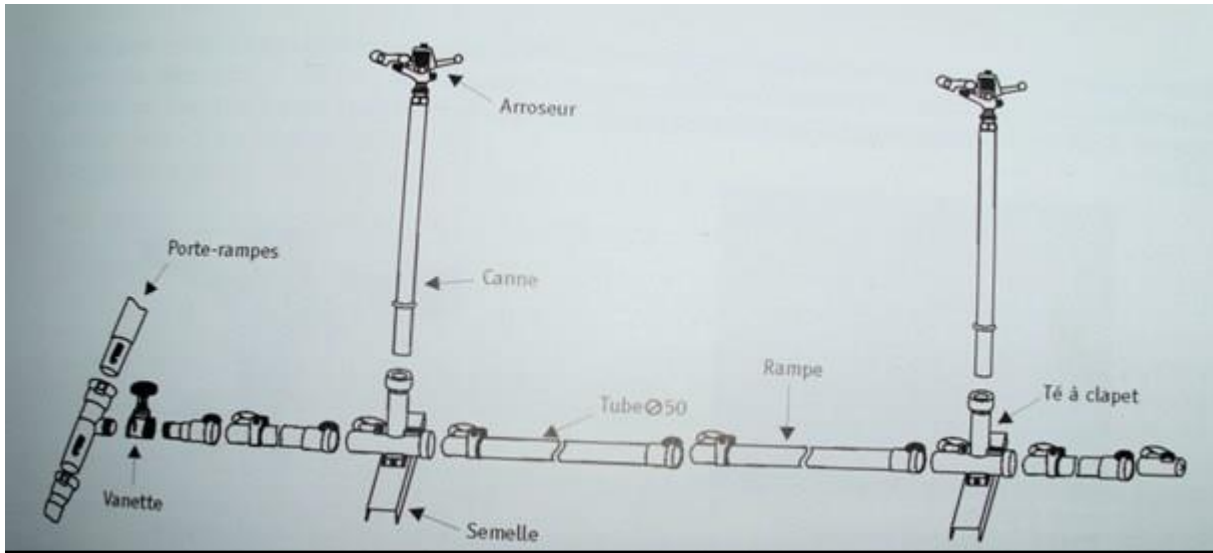 Arroseur
Porte-rampes
Canne
Rampe
Té à clapet
Tube Ø 50
Vanette
Semelle